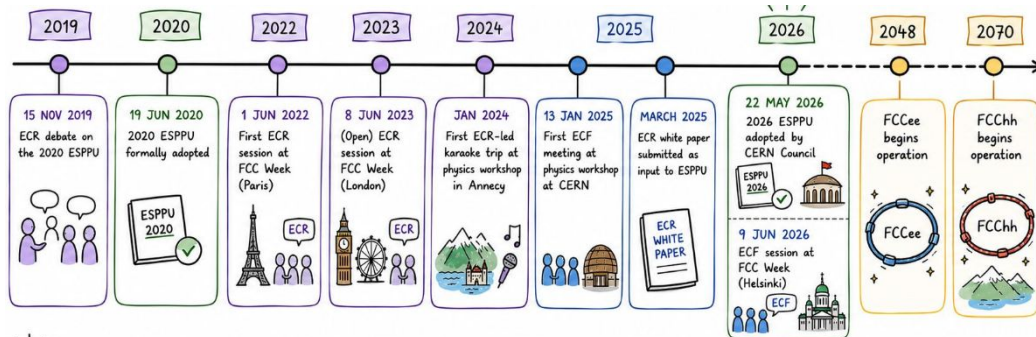 2019
2020
2022
2023
2024
2025
2026
2048
2070
15 NOV 2019
ECR debate on
the 2020 ESPPU
19 JUN 2020
2020 ESPPU
formally adopted
ESPPU
2020
1 JUN 2022
First ECR
session at
FCC Week
(Paris)
ECR
8 JUN 2023
(Open) ECR
session at
FCC Week
(London)
ECR
JAN 2024
First ECR-led
karaoke trip at
physics workshop
in Annecy
13 JAN 2025
First ECF
meeting at
physics workshop
at CERN
MARCH 2025
ECR white paper
submitted as
input to ESPPU
ECR
WHITE
PAPER
22 MAY 2026
2026 ESPPU
adopted by
CERN Council
ESPPU
2026
9 JUN 2026
ECF session at
FCC Week
(Helsinki)
ECF
FCCee
begins
operation
FCCee
FCChh
begins
operation
FCChh